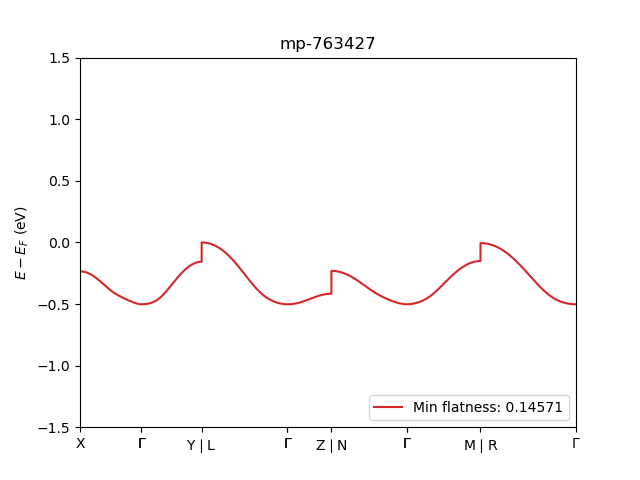 mp-763427
E − E_F (eV)
1.5
1.0
0.5
0.0
−0.5
−1.0
−1.5
Min flatness: 0.14571
X Γ Y | L Γ Z | N Γ M | R Γ